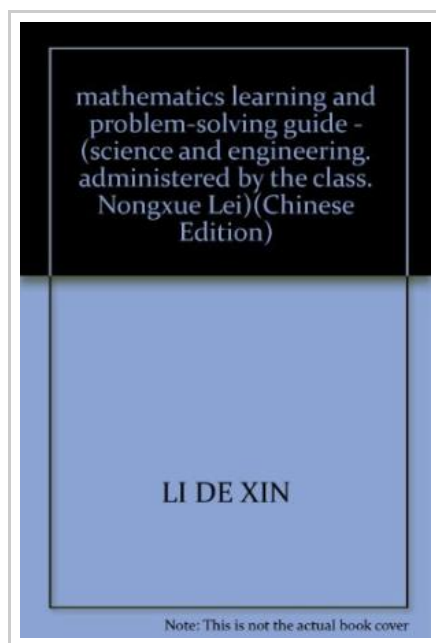 mathematics learning and
problem-solving guide -
(science and engineering.
administered by the class.
Nongxue Lei)(Chinese
Edition)
LI DE XIN
Note: This is not the actual book cover